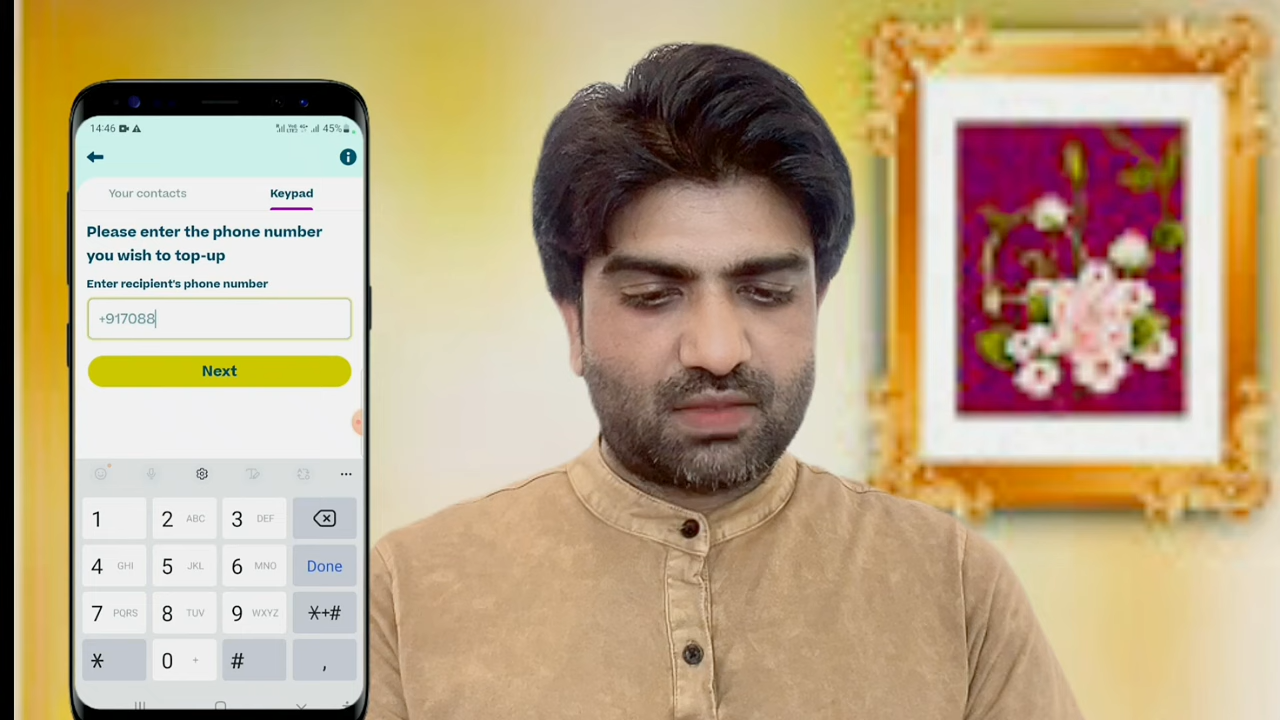 14:46
45%
Your contacts
Keypad
Please enter the phone number
you wish to top-up
Enter recipient's phone number
+917088
Next
1
2 ABC
3 DEF
4 GHI
5 JKL
6 MNO
Done
7 PQRS
8 TUV
9 WXYZ
*+#
*
0 +
#
,